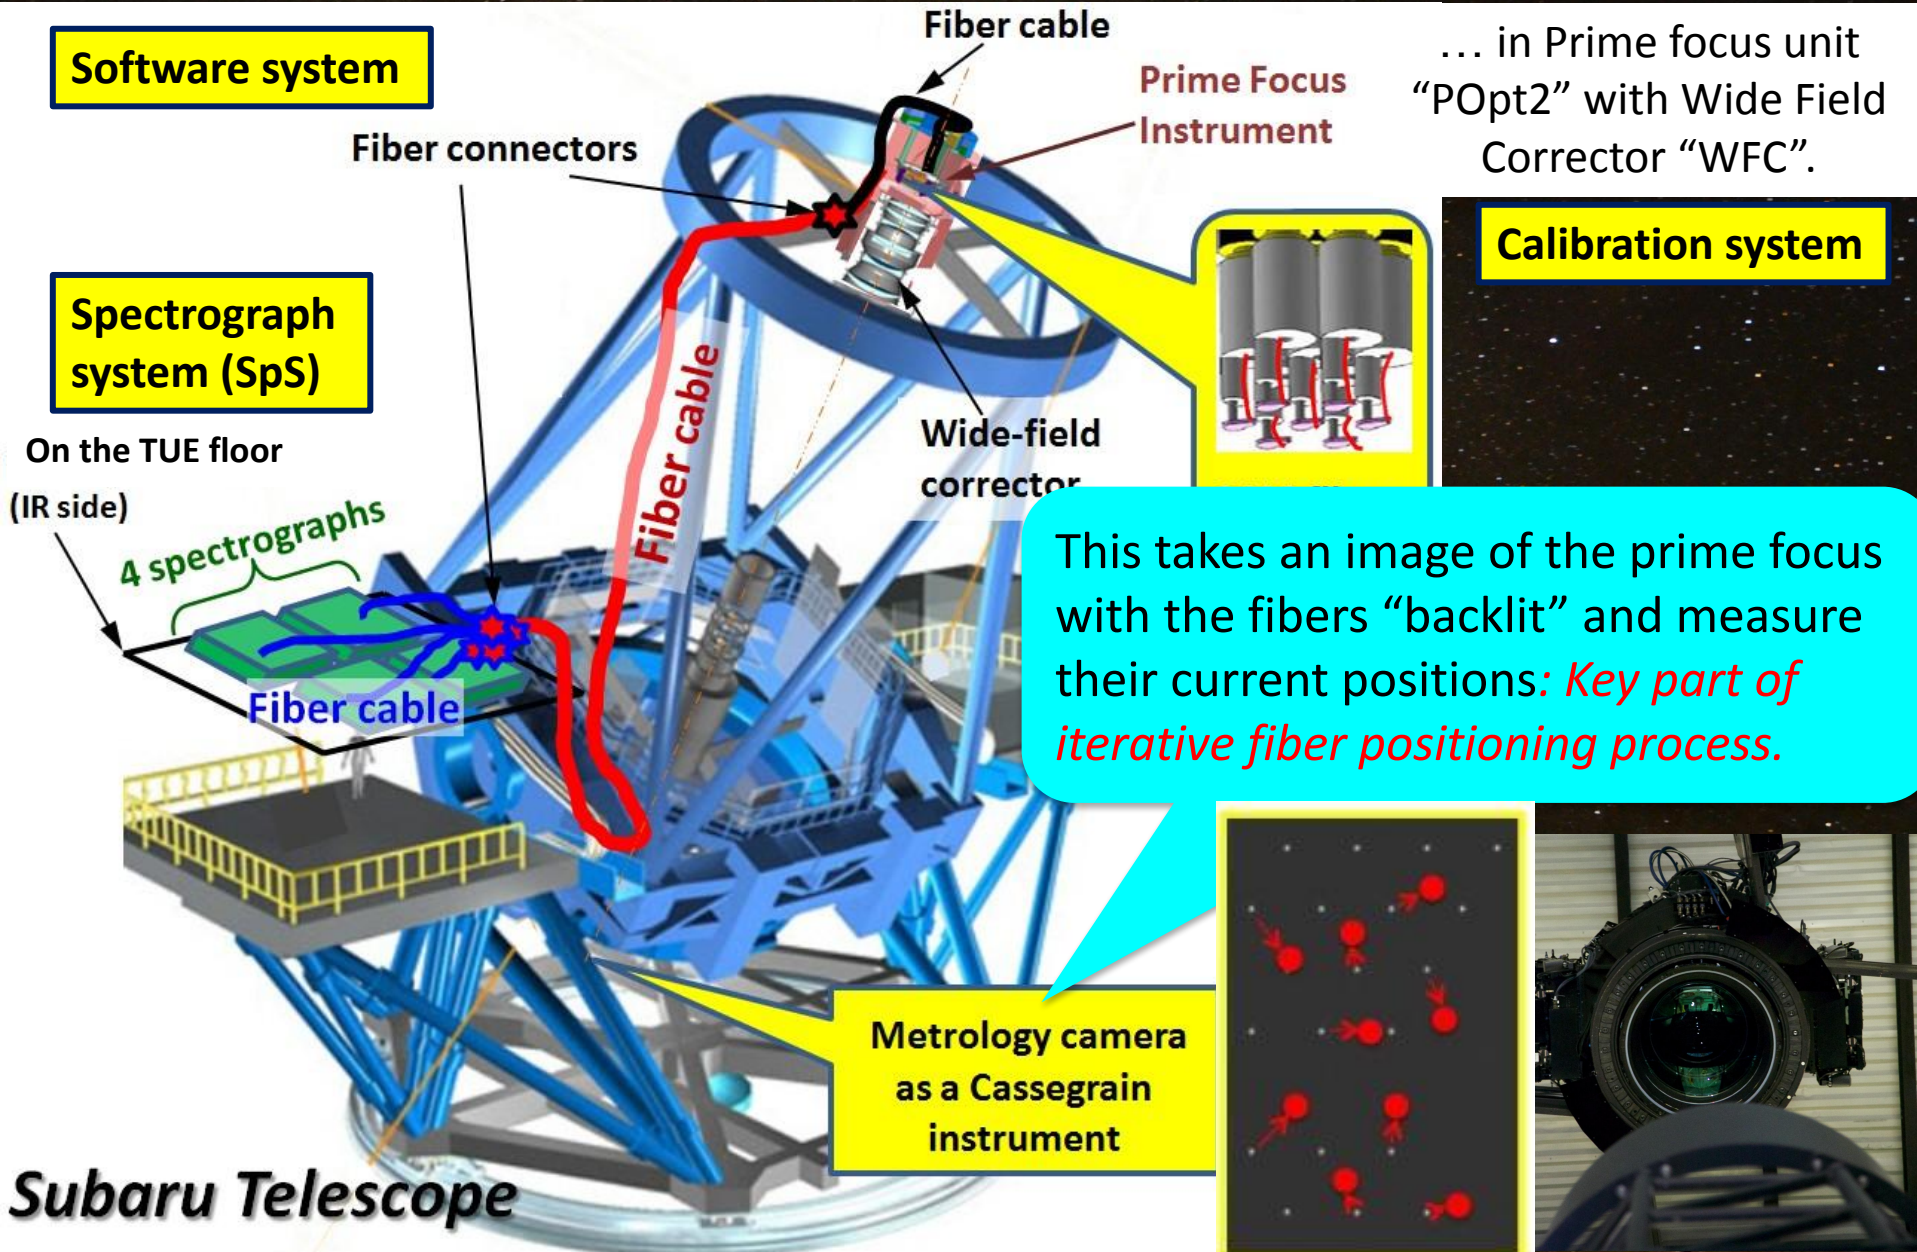 Software system
Fiber cable
Prime Focus
Instrument
… in Prime focus unit
“POpt2” with Wide Field
Corrector “WFC”.
Fiber connectors
Calibration system
Spectrograph
system (SpS)
On the TUE floor
(IR side)
4 spectrographs
Fiber cable
Wide-field
corrector
Fiber cable
This takes an image of the prime focus
with the fibers “backlit” and measure
their current positions: Key part of
iterative fiber positioning process.
Metrology camera
as a Cassegrain
instrument
Subaru Telescope